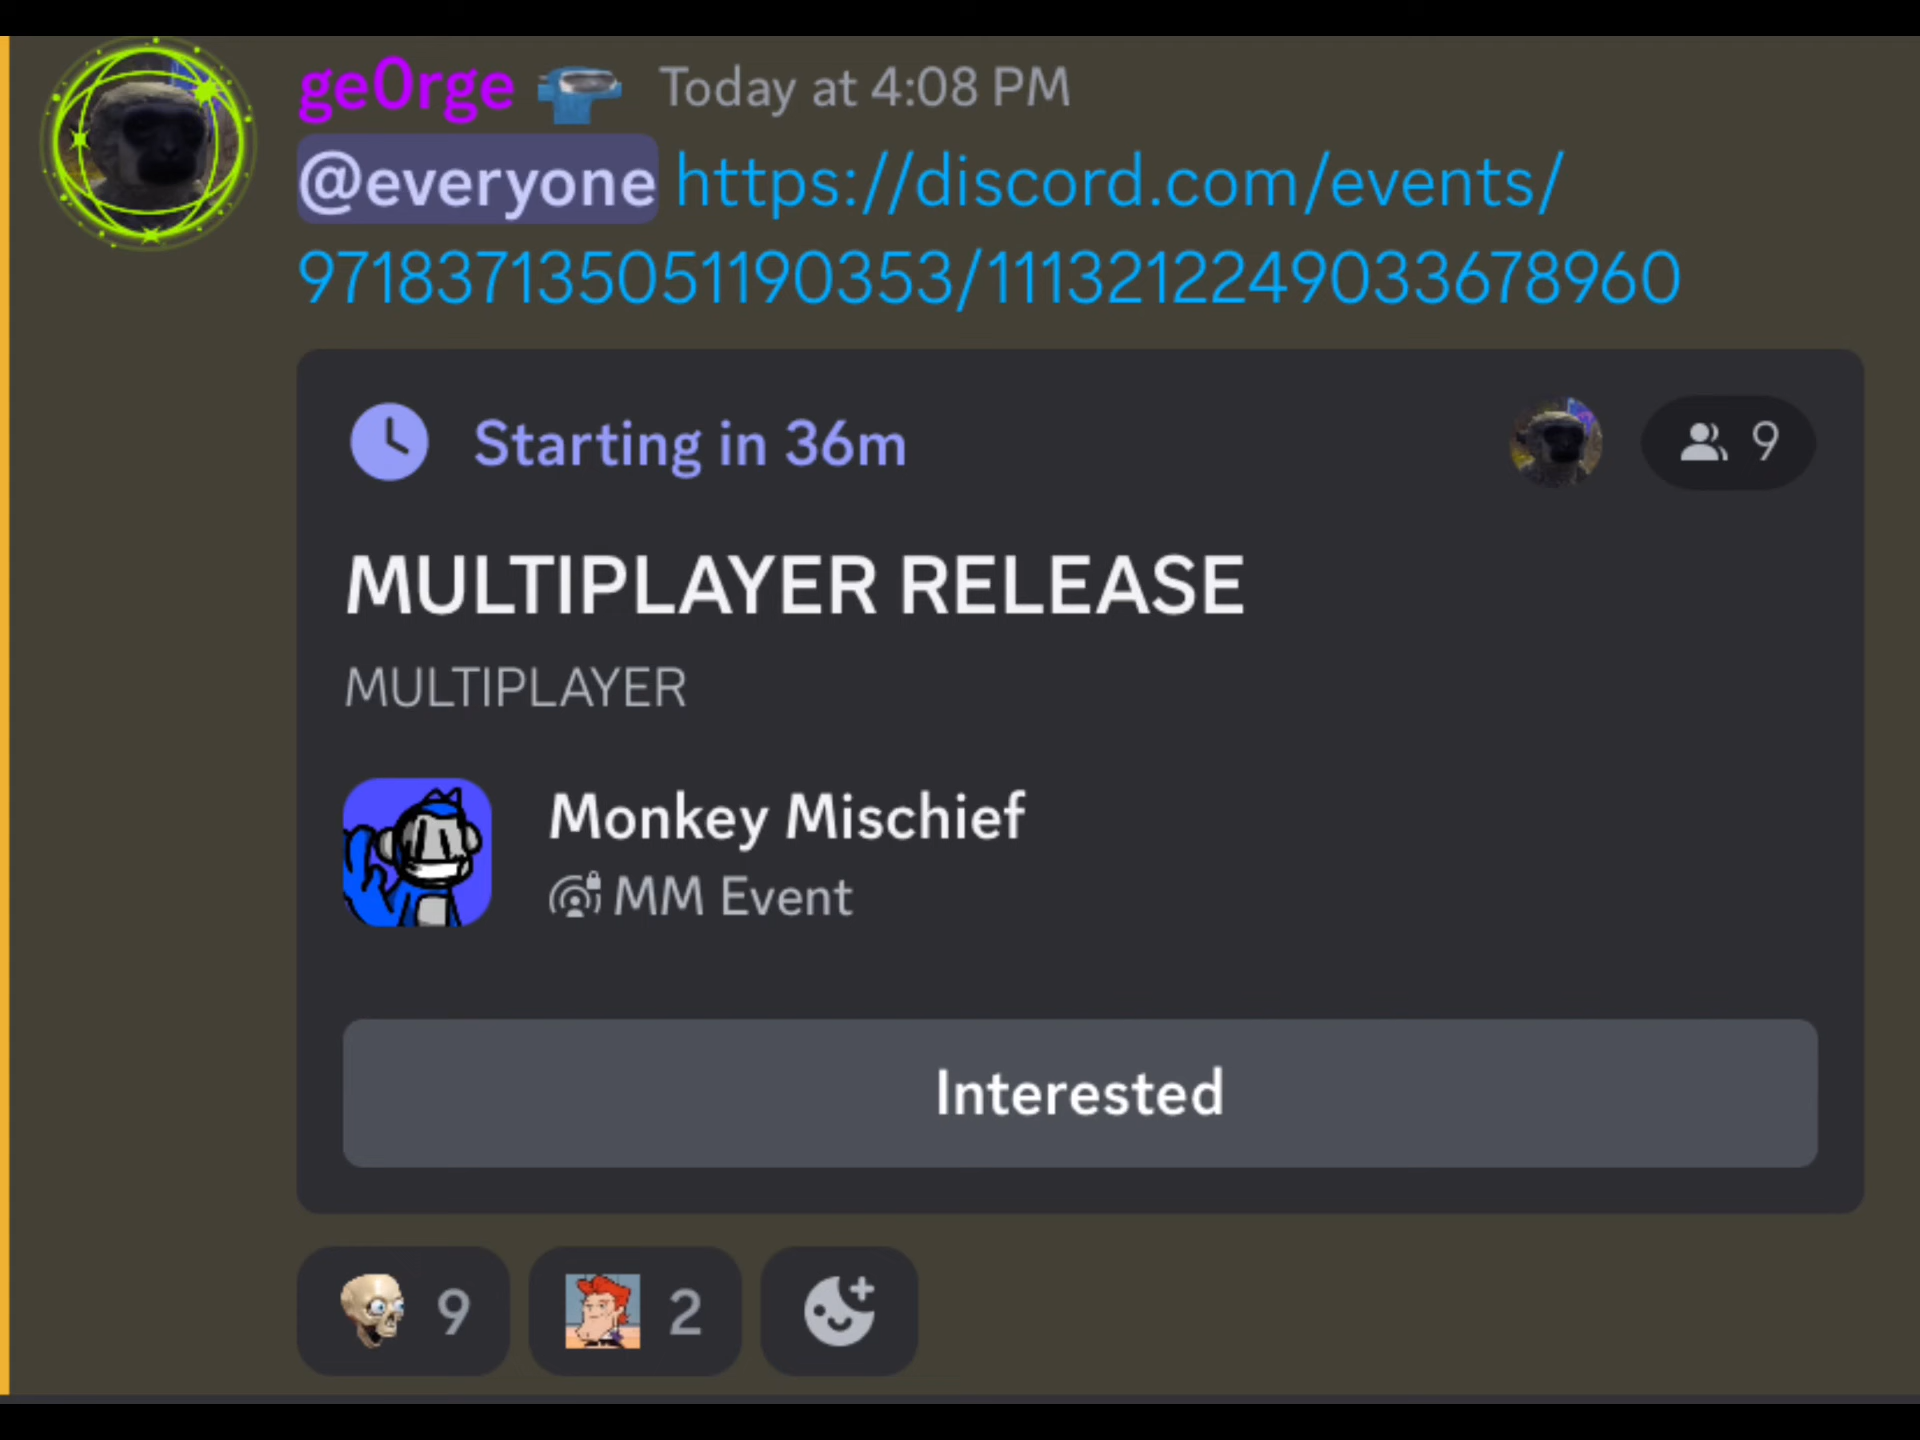 ge0rge Today at 4:08 PM
@everyone https://discord.com/events/
971837135051190353/1113212249033678960
Starting in 36m 9
MULTIPLAYER RELEASE
MULTIPLAYER
Monkey Mischief
MM Event
Interested
9 2